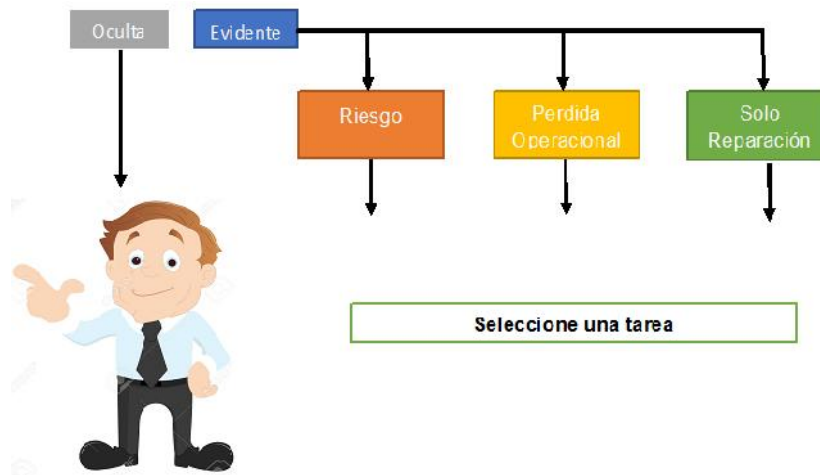 Oculta
Evidente
Riesgo
Perdida
Operacional
Solo
Reparación
Seleccione una tarea